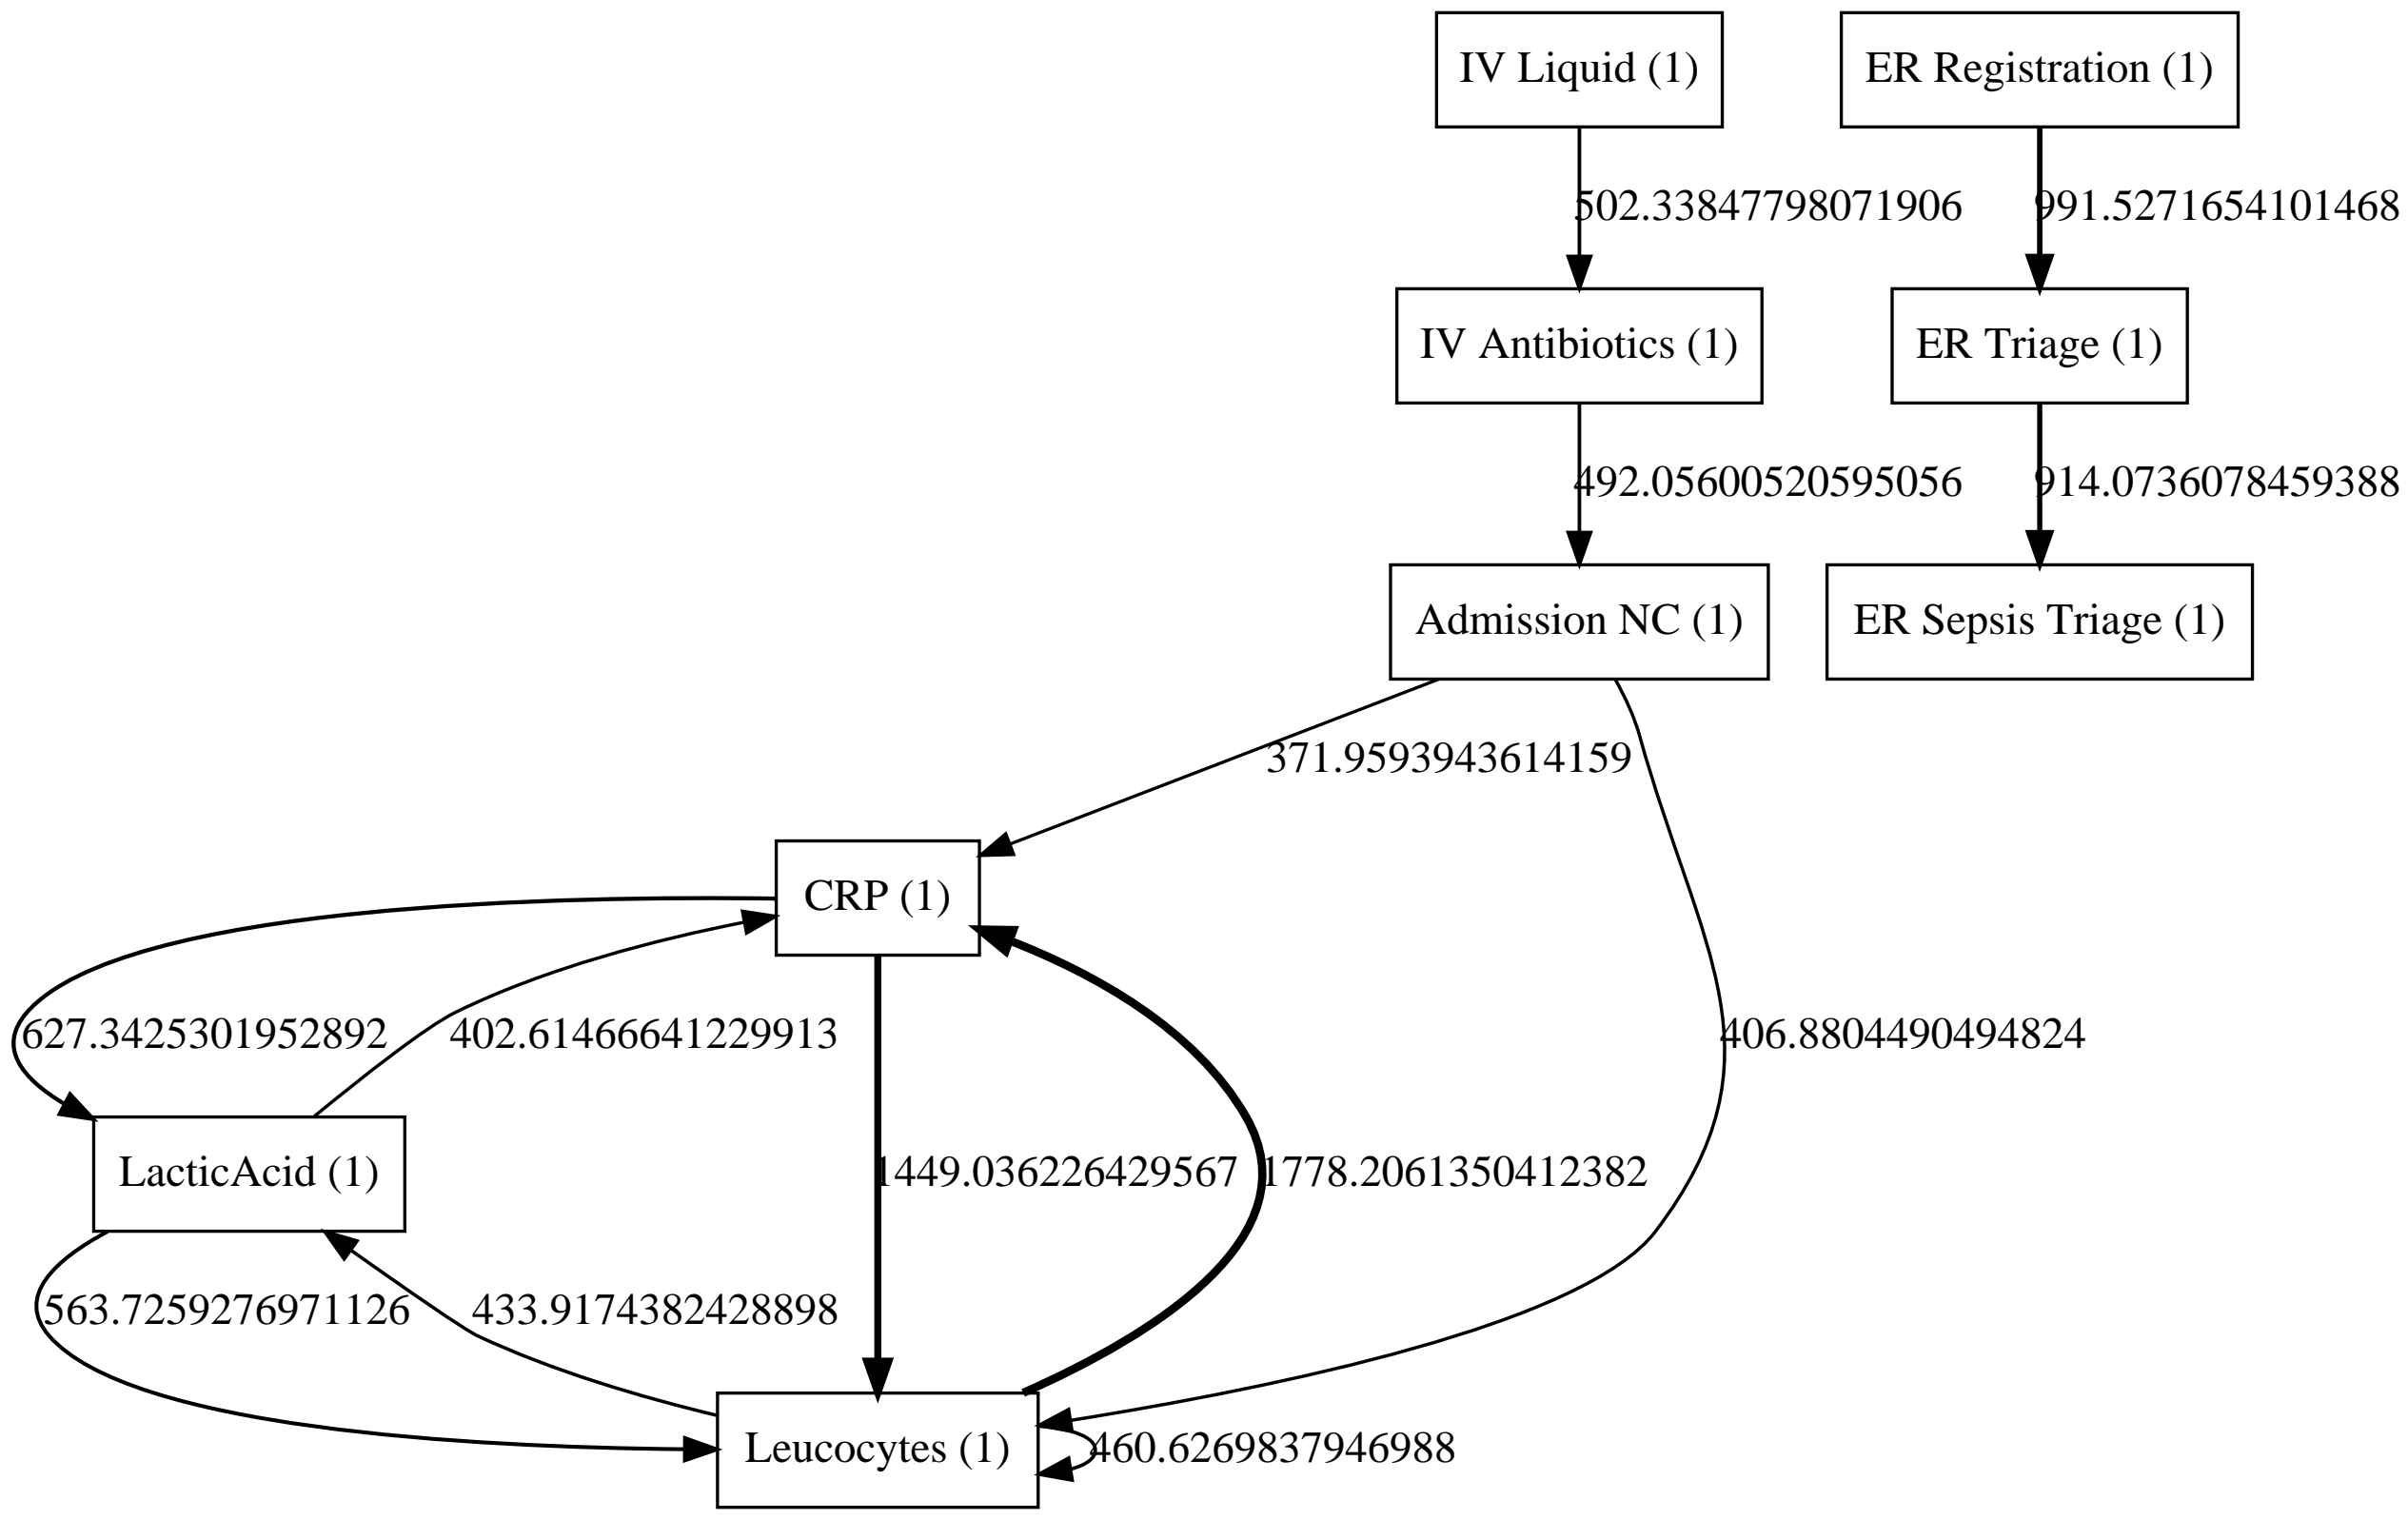 IV Liquid (1)
ER Registration (1)
502.33847798071906
991.5271654101468
IV Antibiotics (1)
ER Triage (1)
492.05600520595056
914.0736078459388
Admission NC (1)
ER Sepsis Triage (1)
371.9593943614159
CRP (1)
627.3425301952892
402.61466641229913
406.8804490494824
LacticAcid (1)
1449.036226429567
1778.2061350412382
563.7259276971126
433.9174382428898
Leucocytes (1)
460.6269837946988